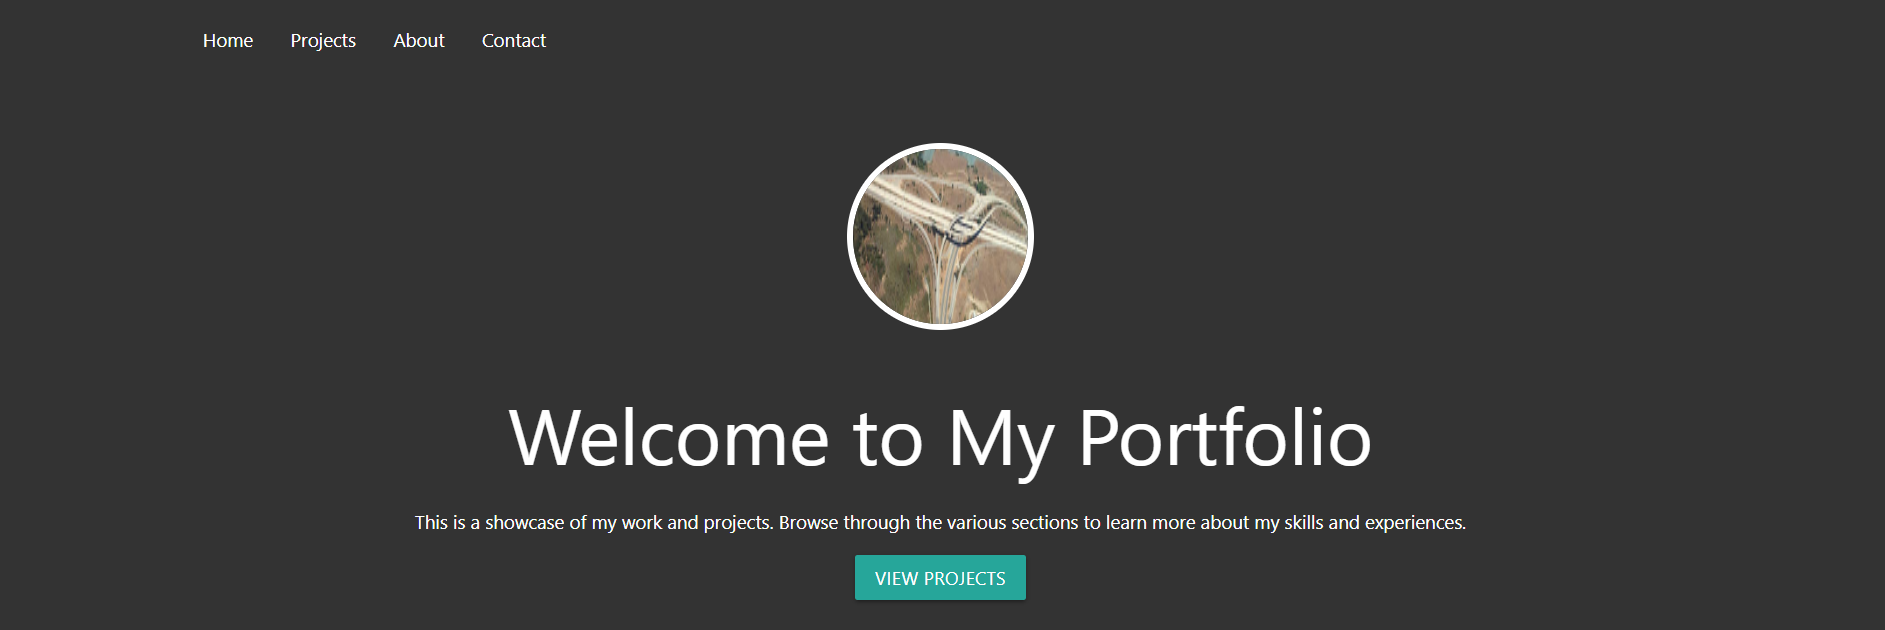 Home Projects About Contact
Welcome to My Portfolio
This is a showcase of my work and projects. Browse through the various sections to learn more about my skills and experiences.
VIEW PROJECTS